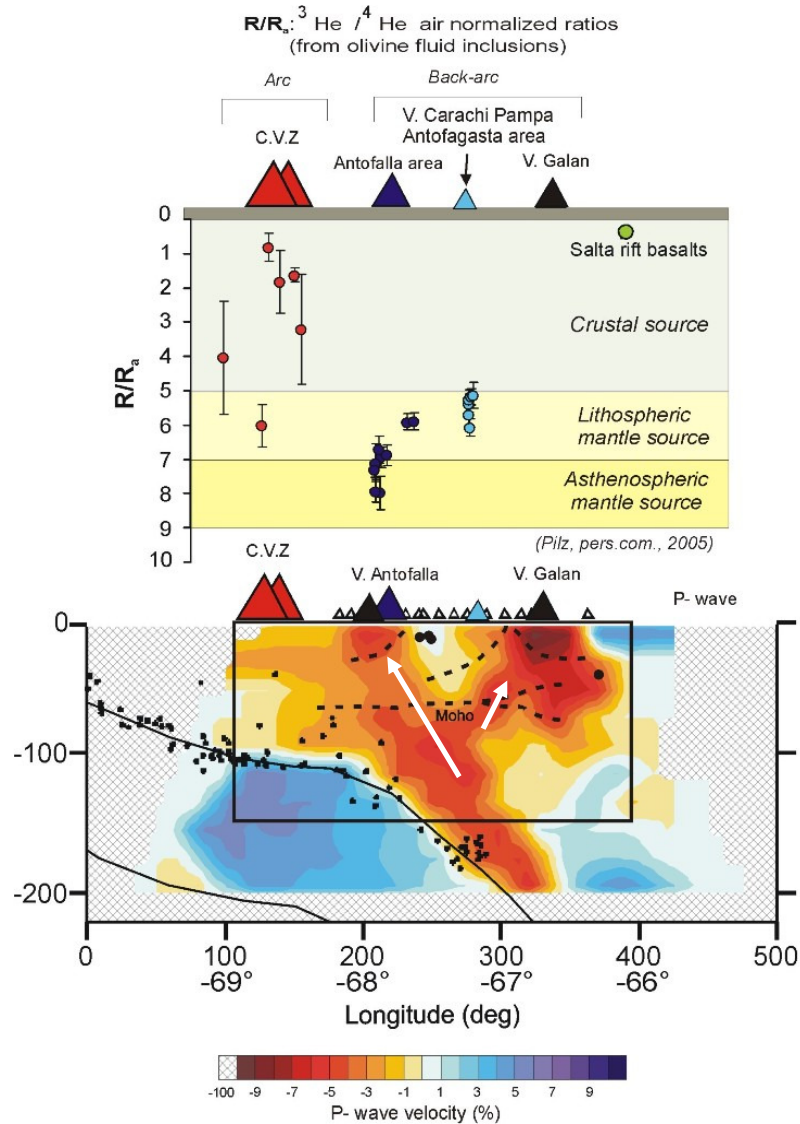 R/Ra: 3 He / 4 He air normalized ratios
(from olivine fluid inclusions)
Arc
Back-arc
V. Carachi Pampa
Antofagasta area
C.V.Z
Antofalla area
V. Galan
0
1
2
3
4
5
6
7
8
9
10
R/Ra
Salta rift basalts
Crustal source
Lithospheric
mantle source
Asthenospheric
mantle source
(Pilz, pers.com., 2005)
C.V.Z
V. Antofalla
V. Galan
P- wave
0
-100
-200
Moho
0 100 200 300 400 500
-69° -68° -67° -66°
Longitude (deg)
-100 -9 -7 -5 -3 -1 1 3 5 7 9
P- wave velocity (%)